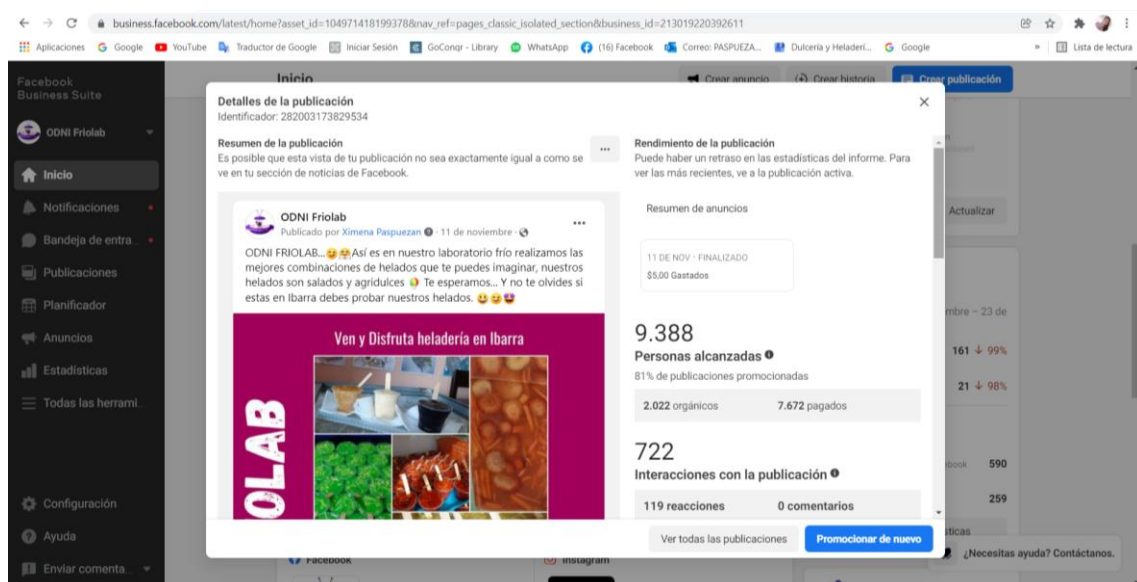 business.facebook.com/latest/home?asset_id=104971418199378&nav_ref=pages_classic_isolated_section&business_id=213019220392611
Aplicaciones Google YouTube Traductor de Google Iniciar Sesión GoConqr - Library WhatsApp (16) Facebook Correo: PASPUEZA... Dulcería y Heladerí... Google » Lista de lectura
Facebook
Business Suite
ODNI Friolab
Inicio
Notificaciones
Bandeja de entra...
Publicaciones
Planificador
Anuncios
Estadísticas
Todas las herrami...
Configuración
Ayuda
Enviar comenta...
Inicio
Crear anuncio
Crear historia
Crear publicación
Detalles de la publicación
Identificador: 282003173829534
Resumen de la publicación
Es posible que esta vista de tu publicación no sea exactamente igual a como se
ve en tu sección de noticias de Facebook.
ODNI Friolab
Publicado por Ximena Paspuezan · 11 de noviembre ·
ODNI FRIOLAB...😀🤗Así es en nuestro laboratorio frío realizamos las
mejores combinaciones de helados que te puedes imaginar, nuestros
helados son salados y agridulces Te esperamos... Y no te olvides si
estas en Ibarra debes probar nuestros helados.
Ven y Disfruta heladería en Ibarra
OLAB
Rendimiento de la publicación
Puede haber un retraso en las estadísticas del informe. Para
ver las más recientes, ve a la publicación activa.
Resumen de anuncios
11 DE NOV · FINALIZADO
$5,00 Gastados
9.388
Personas alcanzadas
81% de publicaciones promocionadas
2.022 orgánicos 7.672 pagados
722
Interacciones con la publicación
119 reacciones 0 comentarios
Ver todas las publicaciones
Promocionar de nuevo
Actualizar
mbre – 23 de
161 ↓ 99%
21 ↓ 98%
590
259
sticas
Facebook
Instagram
¿Necesitas ayuda? Contáctanos.